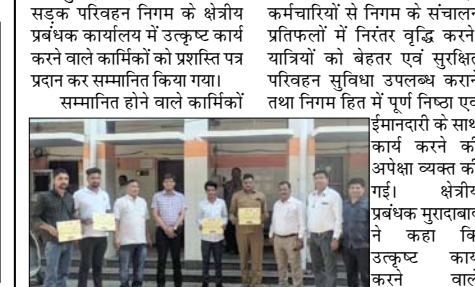 सड़क परिवहन निगम के क्षेत्रीय
प्रबंधक कार्यालय में उत्कृष्ट कार्य
करने वाले कार्मिकों को प्रशस्ति पत्र
प्रदान कर सम्मानित किया गया।
सम्मानित होने वाले कार्मिकों
कर्मचारियों से निगम के संचालन
प्रतिफलों में निरंतर वृद्धि करने
यात्रियों को बेहतर एवं सुरक्षित
परिवहन सुविधा उपलब्ध कराने
तथा निगम हित में पूर्ण निष्ठा एव
ईमानदारी के साथ
कार्य करने की
अपेक्षा व्यक्त की
गई। क्षेत्रीय
प्रबंधक मुरादाबाद
ने कहा कि
उत्कृष्ट कार्य
करने वाले